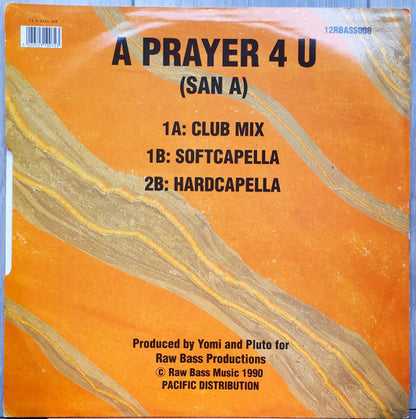 12RBASS008
A PRAYER 4 U
(SAN A)
1A: CLUB MIX
1B: SOFTCAPELLA
2B: HARDCAPELLA
Produced by Yomi and Pluto for
Raw Bass Productions
© Raw Bass Music 1990
PACIFIC DISTRIBUTION